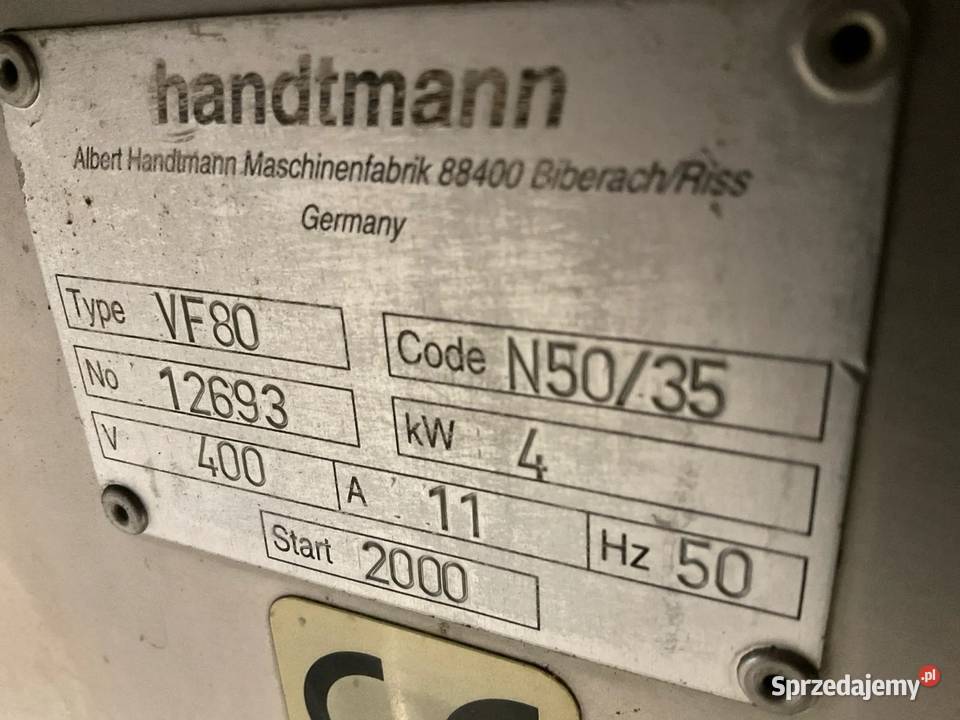 handtmann
Albert Handtmann Maschinenfabrik 88400 Biberach/Riss
Germany
Type VF80
Code N50/35
No 12693
kW 4
V 400 A 11 Hz 50
Start 2000
CE
Sprzedajemy.pl